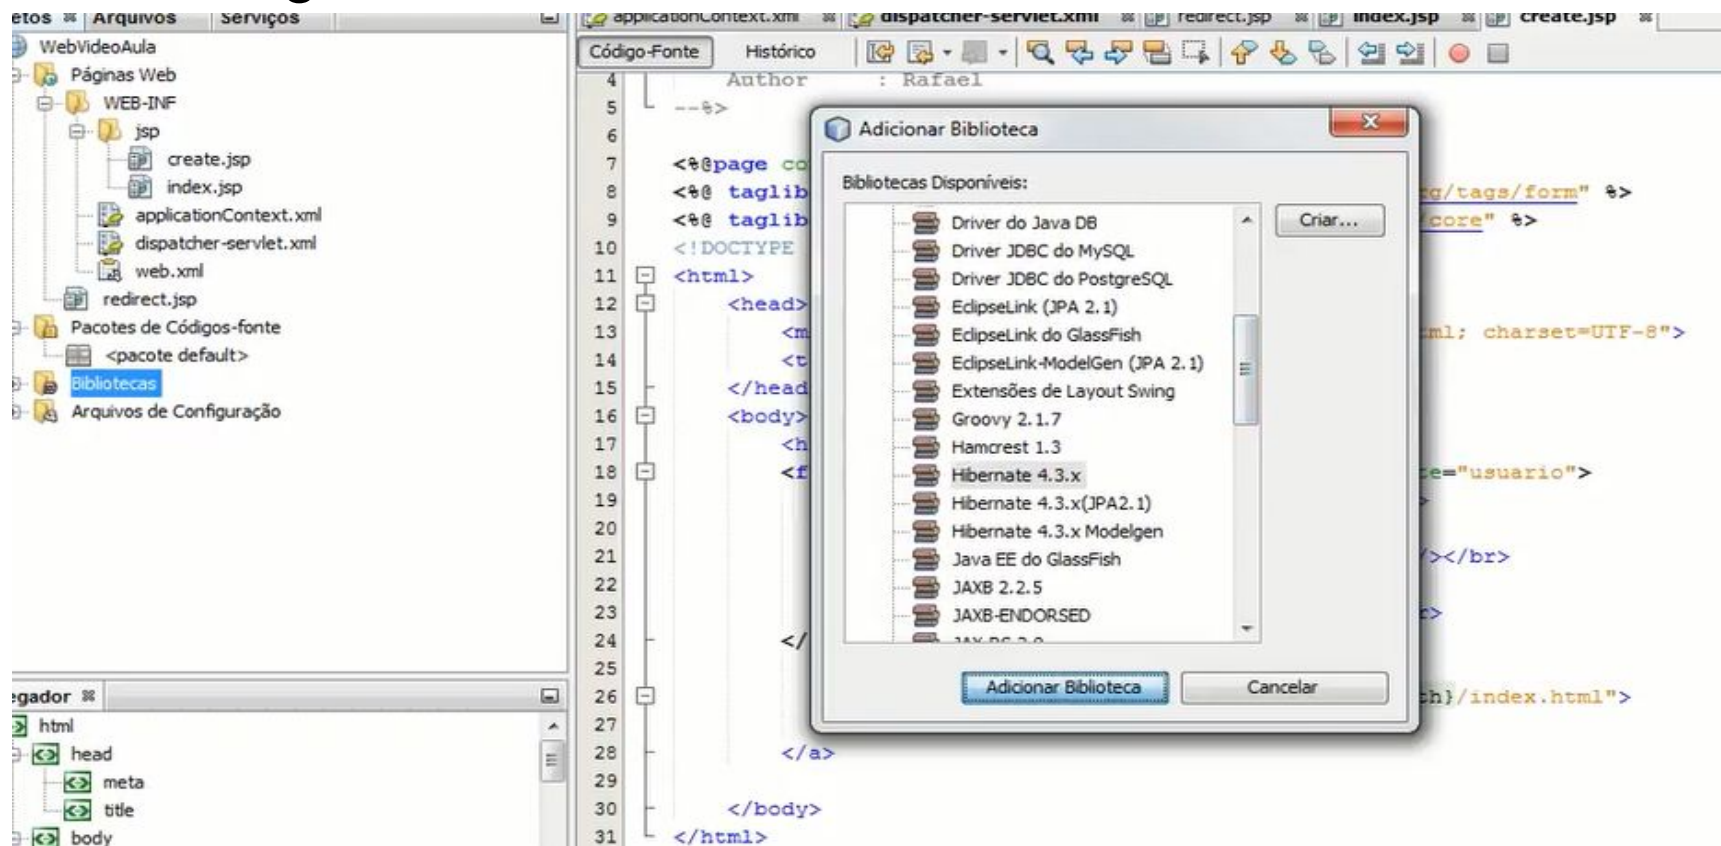 etos Arquivos Serviços
WebVideoAula
Páginas Web
WEB-INF
jsp
create.jsp
index.jsp
applicationContext.xml
dispatcher-servlet.xml
web.xml
redirect.jsp
Pacotes de Códigos-fonte
<pacote default>
Bibliotecas
Arquivos de Configuração
egador
html
head
meta
title
body
applicationContext.xml dispatcher-servlet.xml redirect.jsp index.jsp create.jsp
Código-Fonte Histórico
4 Author : Rafael
5 --%>
6
7 <%@page co
8 <%@ taglib rg/tags/form" %>
9 <%@ taglib core" %>
10 <!DOCTYPE
11 <html>
12 <head>
13 <m ml; charset=UTF-8">
14 <t
15 </head
16 <body>
17 <h
18 <f te="usuario">
19 >
20
21 /></br>
22
23 r>
24 </
25
26 th}/index.html">
27
28 </a>
29
30 </body>
31 </html>
Adicionar Biblioteca
Bibliotecas Disponíveis:
Driver do Java DB
Driver JDBC do MySQL
Driver JDBC do PostgreSQL
EclipseLink (JPA 2.1)
EclipseLink do GlassFish
EclipseLink-ModelGen (JPA 2.1)
Extensões de Layout Swing
Groovy 2.1.7
Hamcrest 1.3
Hibernate 4.3.x
Hibernate 4.3.x(JPA2.1)
Hibernate 4.3.x Modelgen
Java EE do GlassFish
JAXB 2.2.5
JAXB-ENDORSED
Criar...
Adicionar Biblioteca Cancelar